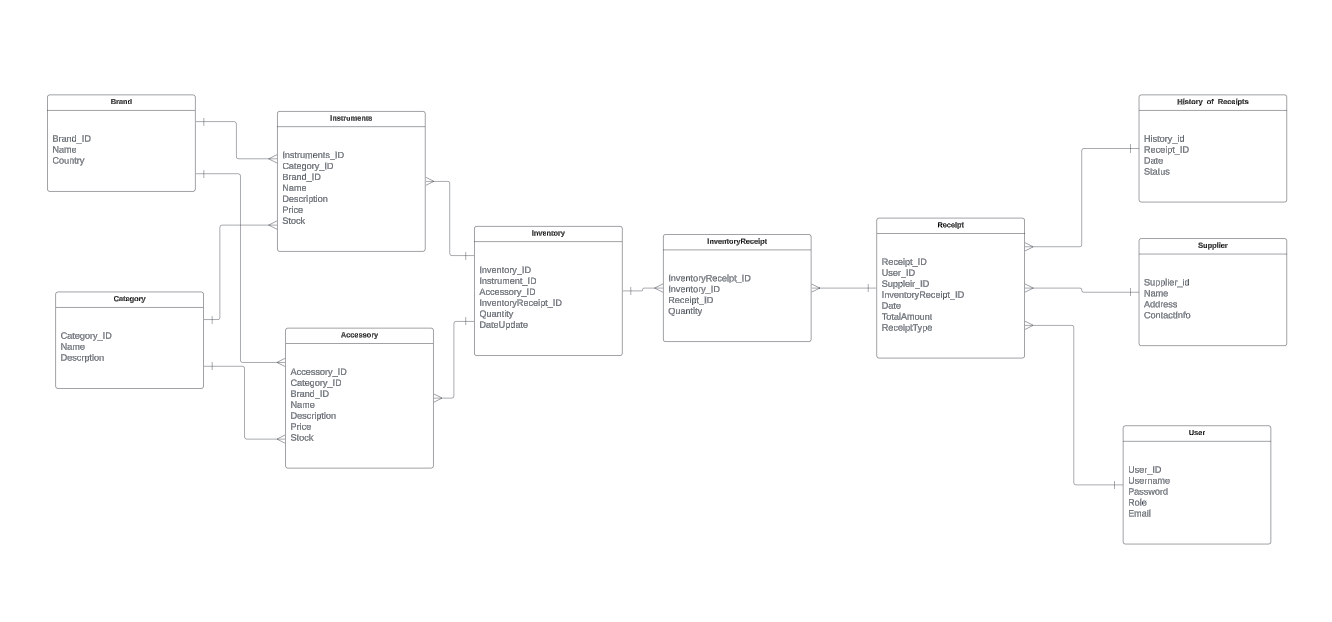 Brand
Brand_ID
Name
Country
Instruments
Instruments_ID
Category_ID
Brand_ID
Name
Description
Price
Stock
Catagory
Category_ID
Name
Descrption
Accessory
Accessory_ID
Category_ID
Brand_ID
Name
Description
Price
Stock
Inventory
Inventory_ID
Instrument_ID
Accessory_ID
InventoryReceipt_ID
Quantity
DateUpdate
InventoryReceipt
InventoryReceipt_ID
Inventory_ID
Receipt_ID
Quantity
Receipt
Receipt_ID
User_ID
Suppleir_ID
InventoryReceipt_ID
Date
TotalAmount
ReceiptType
History of Receipts
History_id
Receipt_ID
Date
Status
Supplier
Supplier_id
Name
Address
ContactInfo
User
User_ID
Username
Password
Role
Email